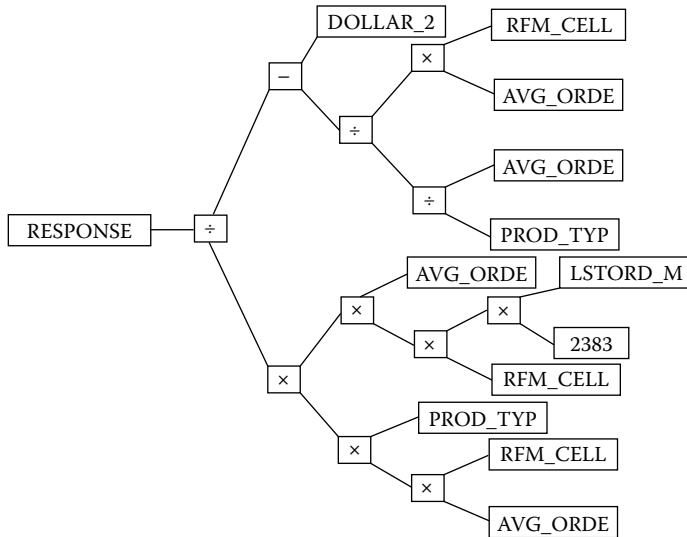 DOLLAR_2
RFM_CELL
−
×
AVG_ORDE
÷
AVG_ORDE
÷
RESPONSE
÷
PROD_TYP
AVG_ORDE
LSTORD_M
×
×
×
2383
×
RFM_CELL
PROD_TYP
×
RFM_CELL
×
AVG_ORDE